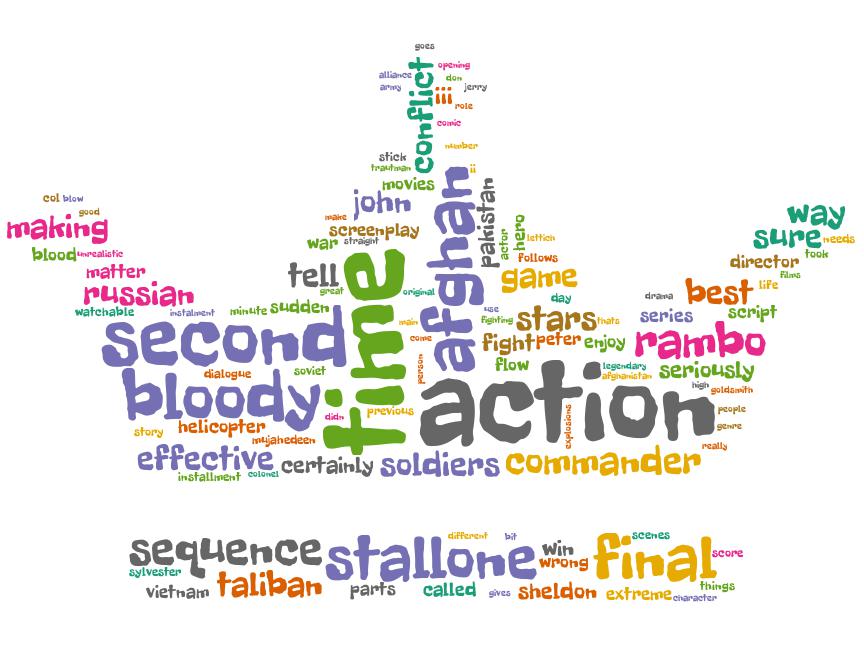 goes
opening
alliance
don
army
jerry
conflict
iii
role
comic
number
stick
trautman
ii
movies
afghan
pakistan
col blow
john
good
make
making
screenplay
hero
way
war
straight
actor
lettich
sure
needs
blood
unrealistic
time
follows
took
matter
tell
game
director
films
russian
great
original
day
drama
best
life
watchable
instalment
minute
sudden
use
series
script
second
main
fighting
stars
thats
come
fight
peter
enjoy
rambo
dialogue
soviet
person
flow
legendary
afghanistan
seriously
bloody
action
high
goldsmith
didn
previous
people
story
helicopter
mujahedeen
explosions
genre
really
effective
certainly
soldiers
commander
installment
colonel
sequence
stallone
different
bit
win
wrong
final
scenes
score
sylvester
vietnam
taliban
parts
called
gives
sheldon
extreme
character
things